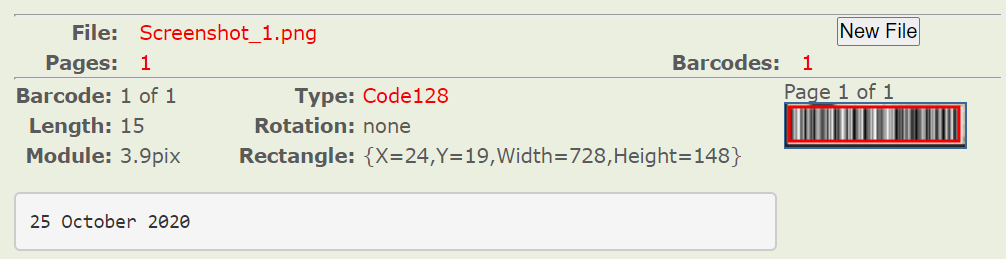 File: Screenshot_1.png New File
Pages: 1 Barcodes: 1
Barcode: 1 of 1 Type: Code128 Page 1 of 1
Length: 15 Rotation: none
Module: 3.9pix Rectangle: {X=24,Y=19,Width=728,Height=148}
25 October 2020